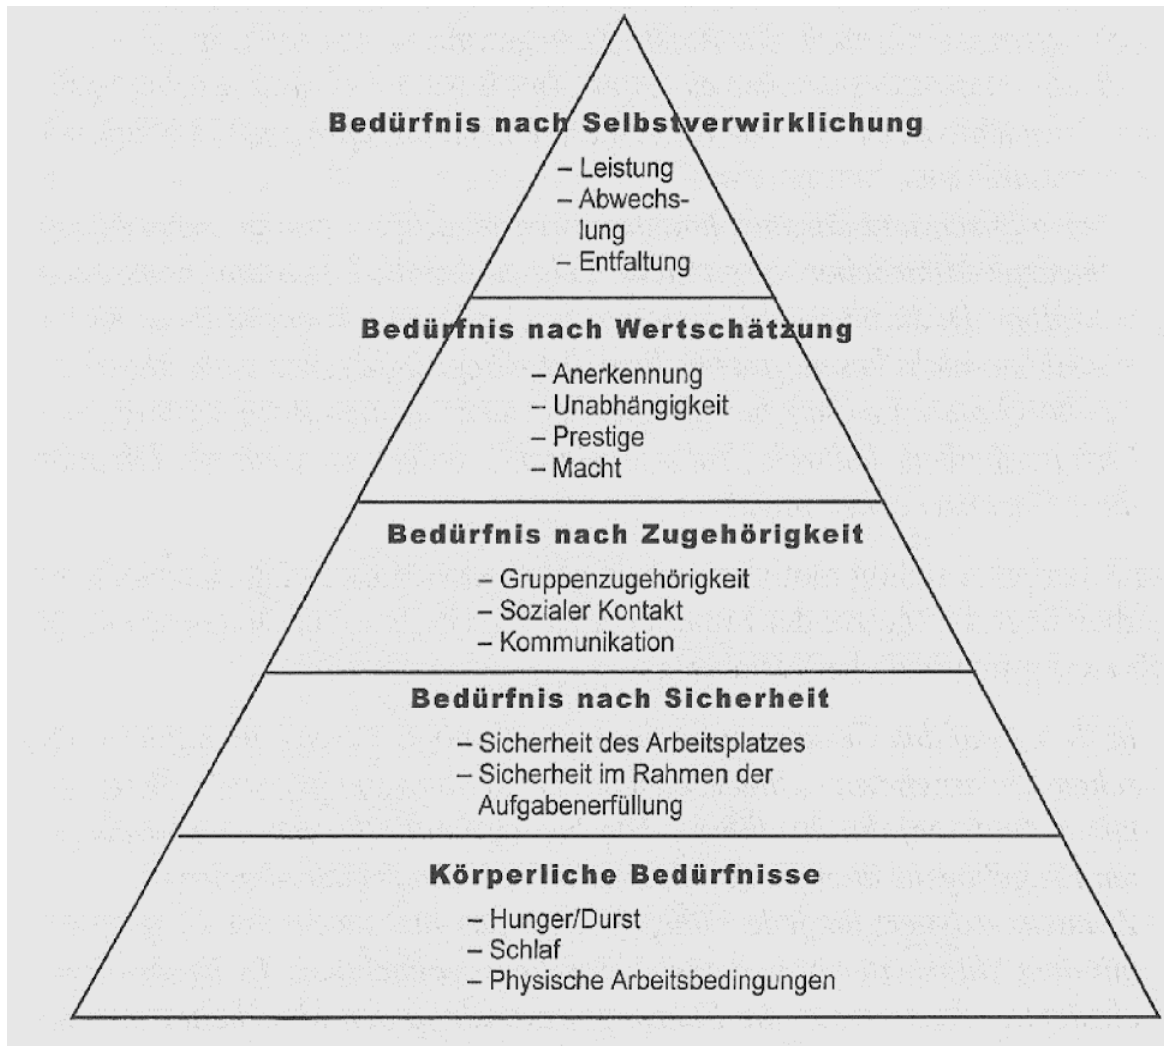 Bedürfnis nach Selbstverwirklichung
– Leistung
– Abwechs-
lung
– Entfaltung
Bedürfnis nach Wertschätzung
– Anerkennung
– Unabhängigkeit
– Prestige
– Macht
Bedürfnis nach Zugehörigkeit
– Gruppenzugehörigkeit
– Sozialer Kontakt
– Kommunikation
Bedürfnis nach Sicherheit
– Sicherheit des Arbeitsplatzes
– Sicherheit im Rahmen der
Aufgabenerfüllung
Körperliche Bedürfnisse
– Hunger/Durst
– Schlaf
– Physische Arbeitsbedingungen